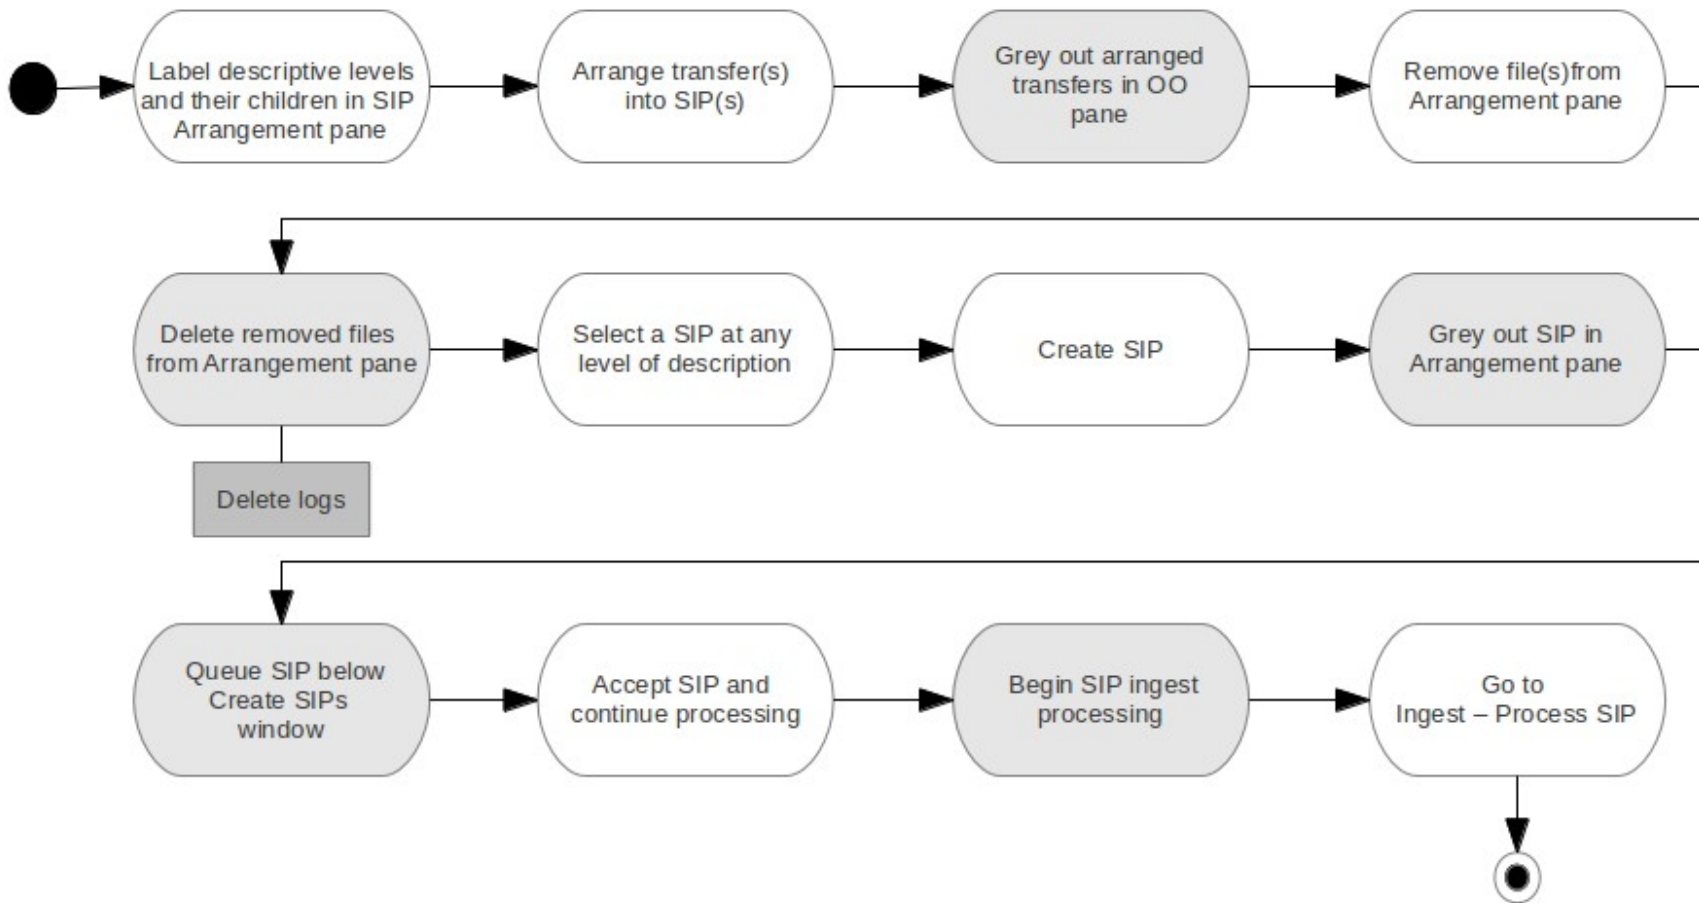 Label descriptive levels
and their children in SIP
Arrangement pane
Arrange transfer(s)
into SIP(s)
Grey out arranged
transfers in OO
pane
Remove file(s)from
Arrangement pane
Delete removed files
from Arrangement pane
Select a SIP at any
level of description
Create SIP
Grey out SIP in
Arrangement pane
Delete logs
Queue SIP below
Create SIPs
window
Accept SIP and
continue processing
Begin SIP ingest
processing
Go to
Ingest – Process SIP